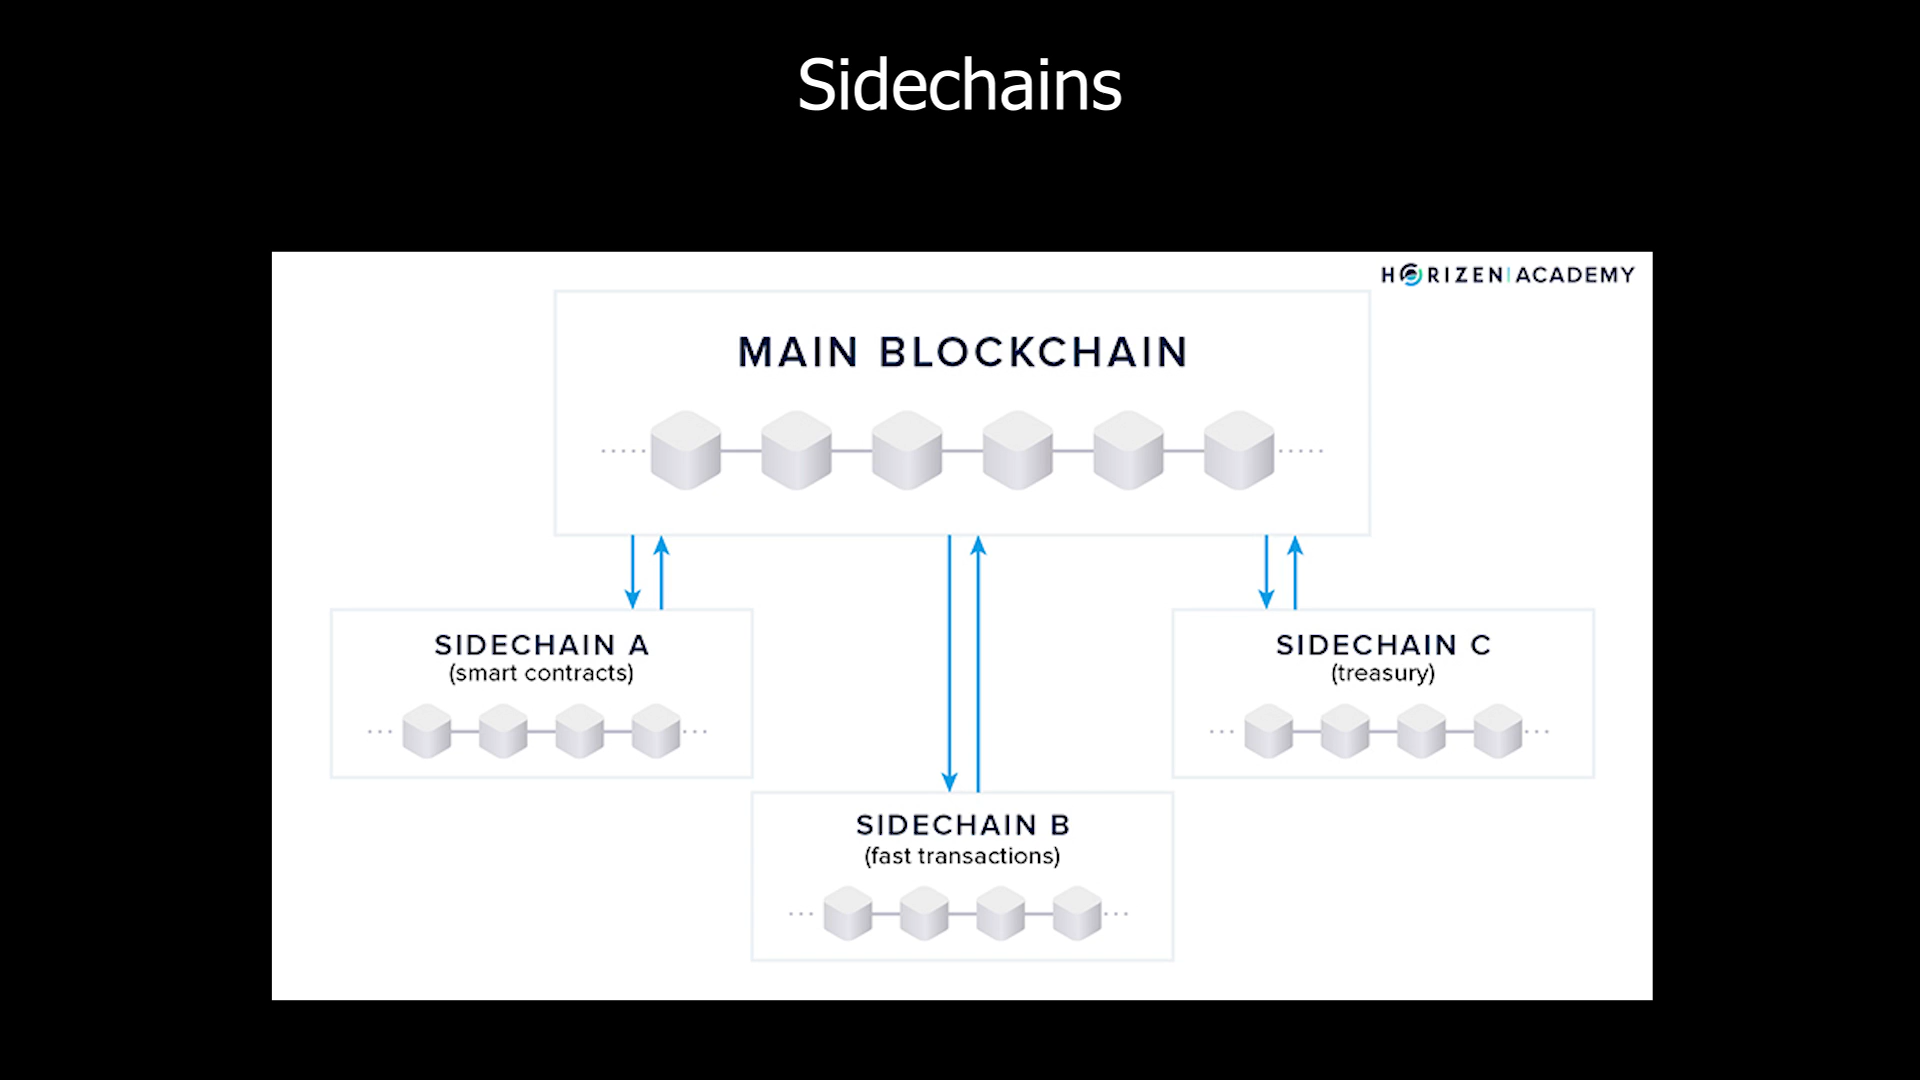 Sidechains
HORIZEN|ACADEMY
MAIN BLOCKCHAIN
SIDECHAIN A
(smart contracts)
SIDECHAIN C
(treasury)
SIDECHAIN B
(fast transactions)